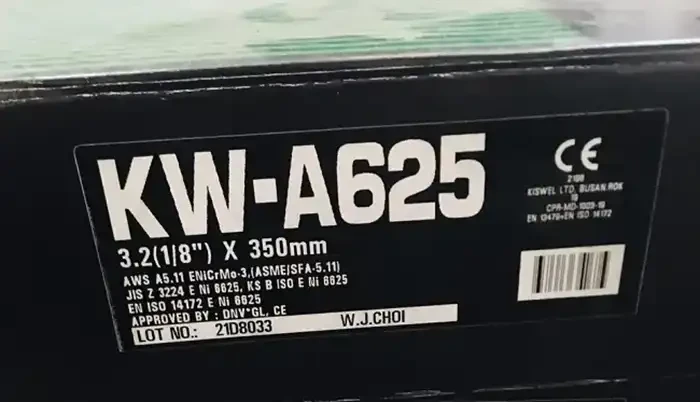 KW-A625
3.2(1/8") X 350mm
AWS A5.11 ENiCrMo-3,(ASME/SFA-5.11)
JIS Z 3224 E Ni 6625, KS B ISO E Ni 6625
EN ISO 14172 E Ni 6625
APPROVED BY : DNV*GL, CE
LOT NO.: 21D8033 W.J.CHOI
CE
KISWEL LTD. BUSAN.ROK
EN 13479+EN ISO 14172